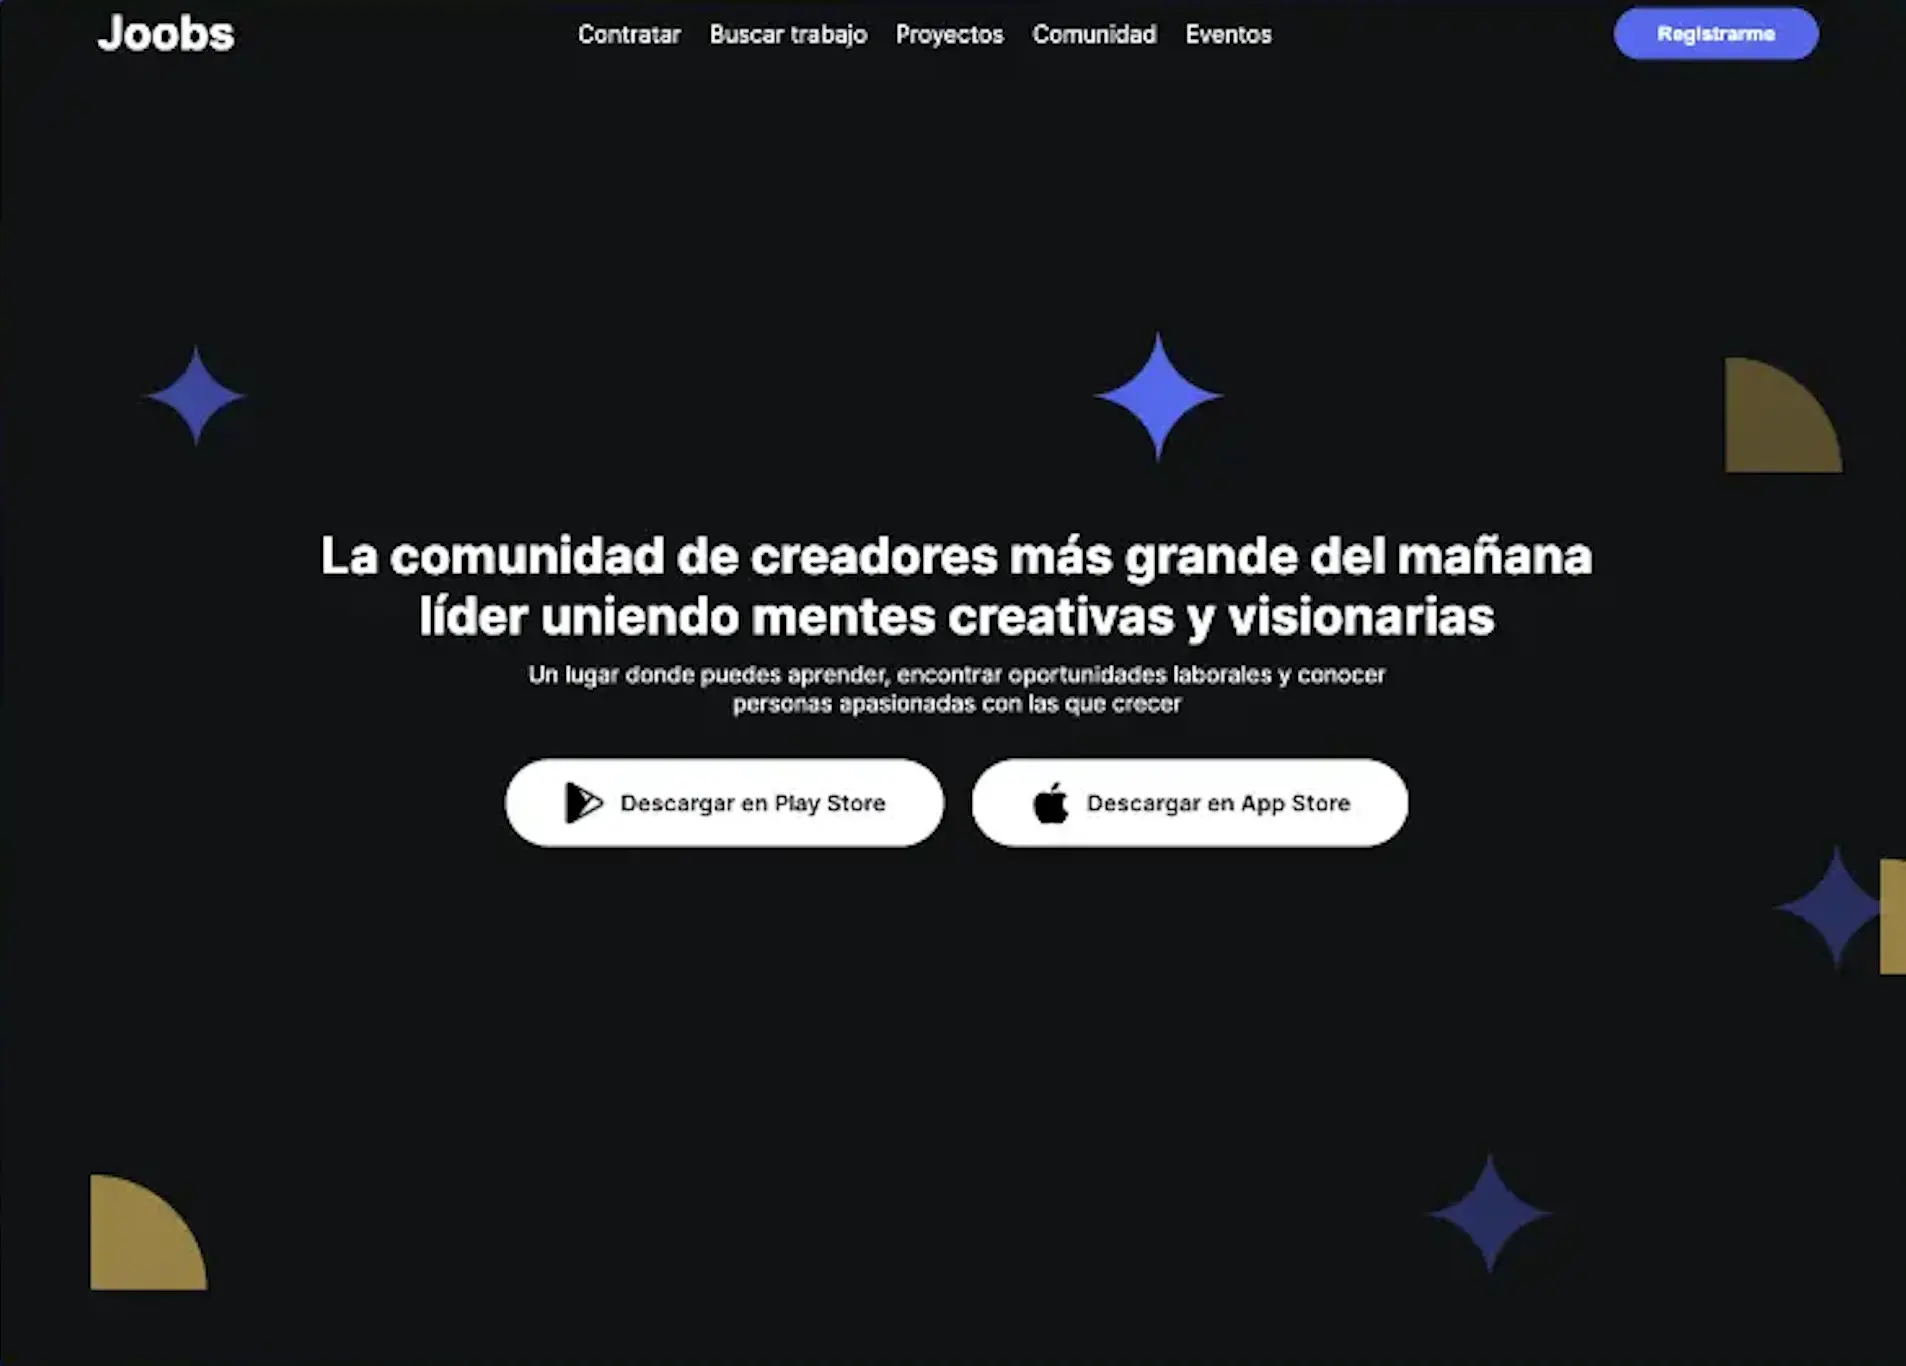 Joobs
Contratar Buscar trabajo Proyectos Comunidad Eventos
Registrarme
La comunidad de creadores más grande del mañana
líder uniendo mentes creativas y visionarias
Un lugar donde puedes aprender, encontrar oportunidades laborales y conocer
personas apasionadas con las que crecer
Descargar en Play Store
Descargar en App Store